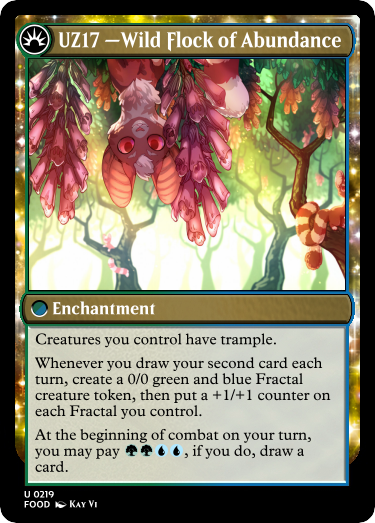 UZ17 —Wild Flock of Abundance
Enchantment
Creatures you control have trample.
Whenever you draw your second card each
turn, create a 0/0 green and blue Fractal
creature token, then put a +1/+1 counter on
each Fractal you control.
At the beginning of combat on your turn,
you may pay , if you do, draw a
card.
U 0219
FOOD Kay Vi